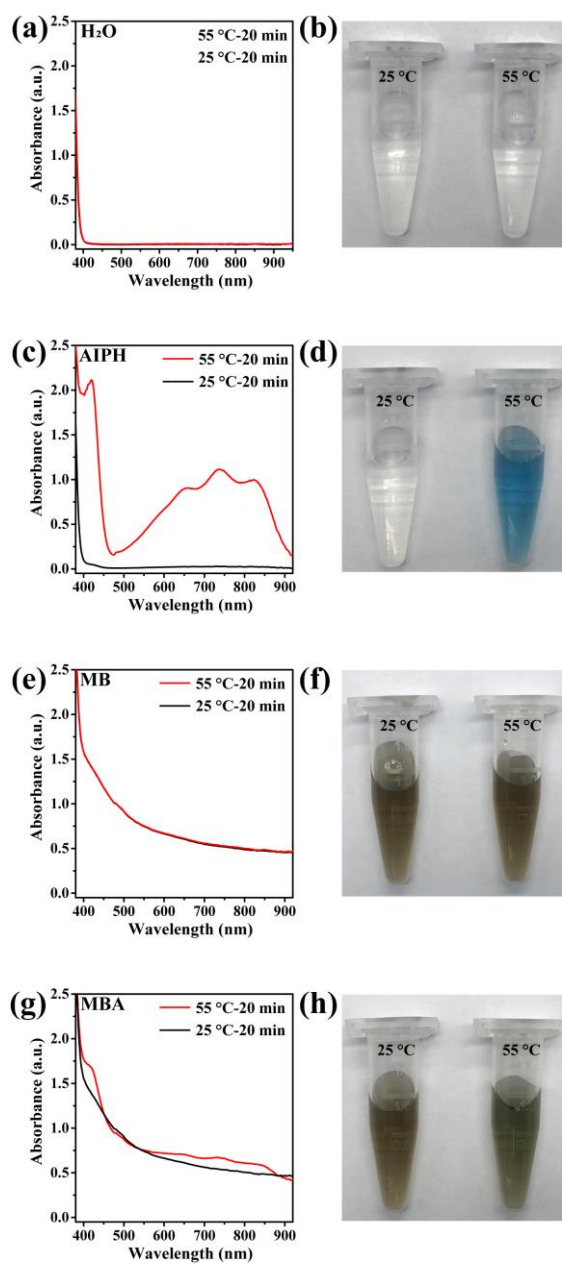 (a)
H₂O
55 °C-20 min
25 °C-20 min
Absorbance (a.u.)
2.5
2.0
1.5
1.0
0.5
0.0
400 500 600 700 800 900
Wavelength (nm)
(b)
25 °C
55 °C
(c)
AIPH
55 °C-20 min
25 °C-20 min
Absorbance (a.u.)
2.5
2.0
1.5
1.0
0.5
0.0
400 500 600 700 800 900
Wavelength (nm)
(d)
25 °C
55 °C
(e)
MB
55 °C-20 min
25 °C-20 min
Absorbance (a.u.)
2.5
2.0
1.5
1.0
0.5
0.0
400 500 600 700 800 900
Wavelength (nm)
(f)
25 °C
55 °C
(g)
MBA
55 °C-20 min
25 °C-20 min
Absorbance (a.u.)
2.5
2.0
1.5
1.0
0.5
0.0
400 500 600 700 800 900
Wavelength (nm)
(h)
25 °C
55 °C